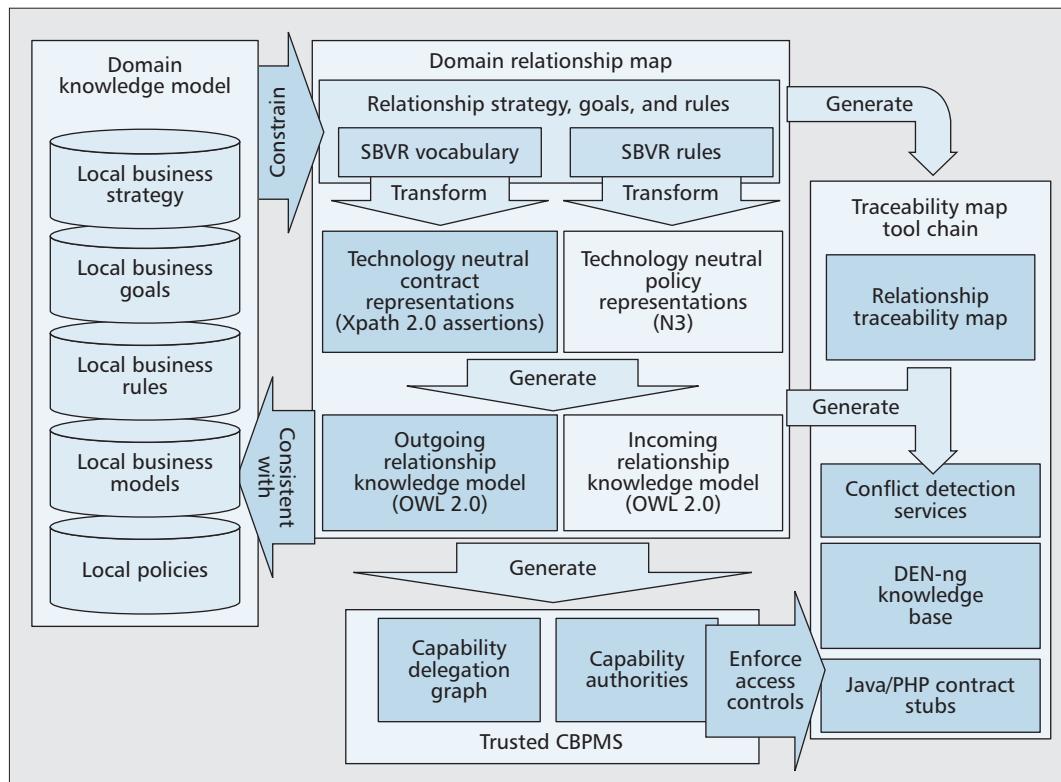 Domain
knowledge model
Local business
strategy
Local business
goals
Local business
rules
Local business
models
Local policies
Constrain
Consistent
with
Domain relationship map
Relationship strategy, goals, and rules
SBVR vocabulary
SBVR rules
Transform
Transform
Technology neutral
contract
representations
(Xpath 2.0 assertions)
Technology neutral
policy
representations
(N3)
Generate
Outgoing
relationship
knowledge model
(OWL 2.0)
Incoming
relationship
knowledge model
(OWL 2.0)
Generate
Capability
delegation
graph
Capability
authorities
Trusted CBPMS
Enforce
access
controls
Generate
Generate
Traceability map
tool chain
Relationship
traceability map
Conflict detection
services
DEN-ng
knowledge
base
Java/PHP contract
stubs